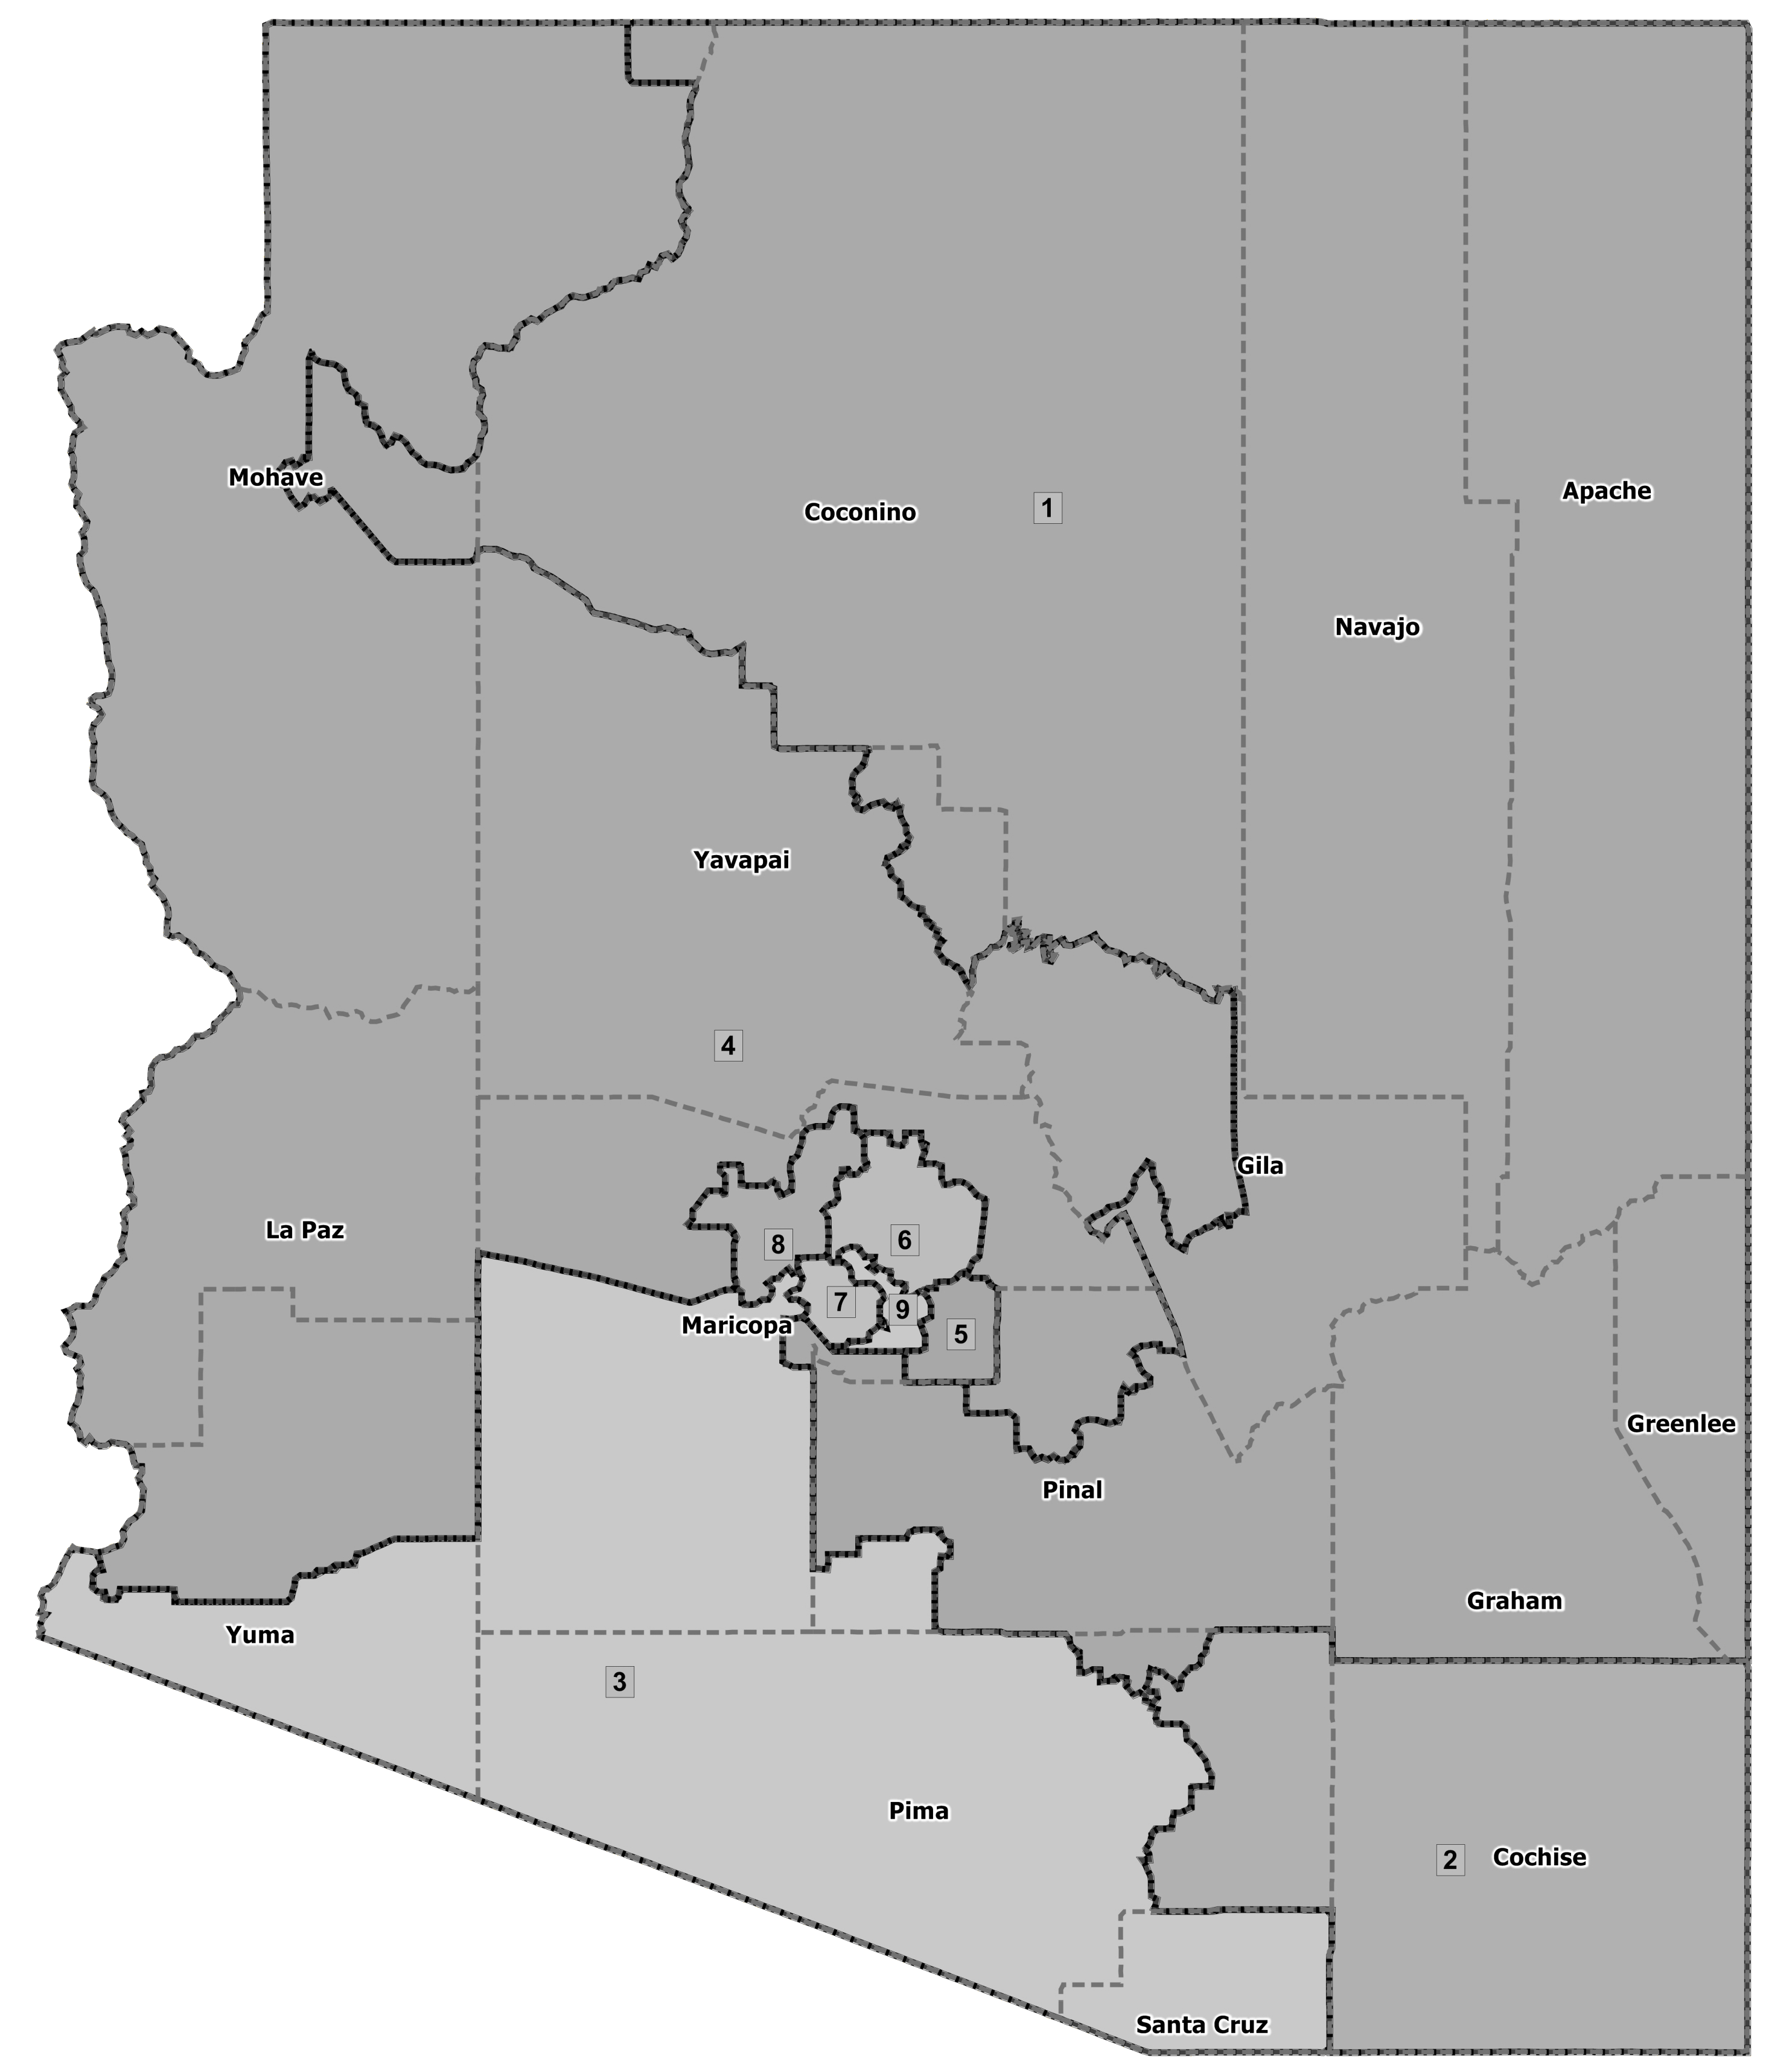 Mohave
Coconino
1
Apache
Navajo
Yavapai
4
Gila
La Paz
8
6
7
9
Maricopa
5
Greenlee
Pinal
Graham
Yuma
3
Pima
2
Cochise
Santa Cruz